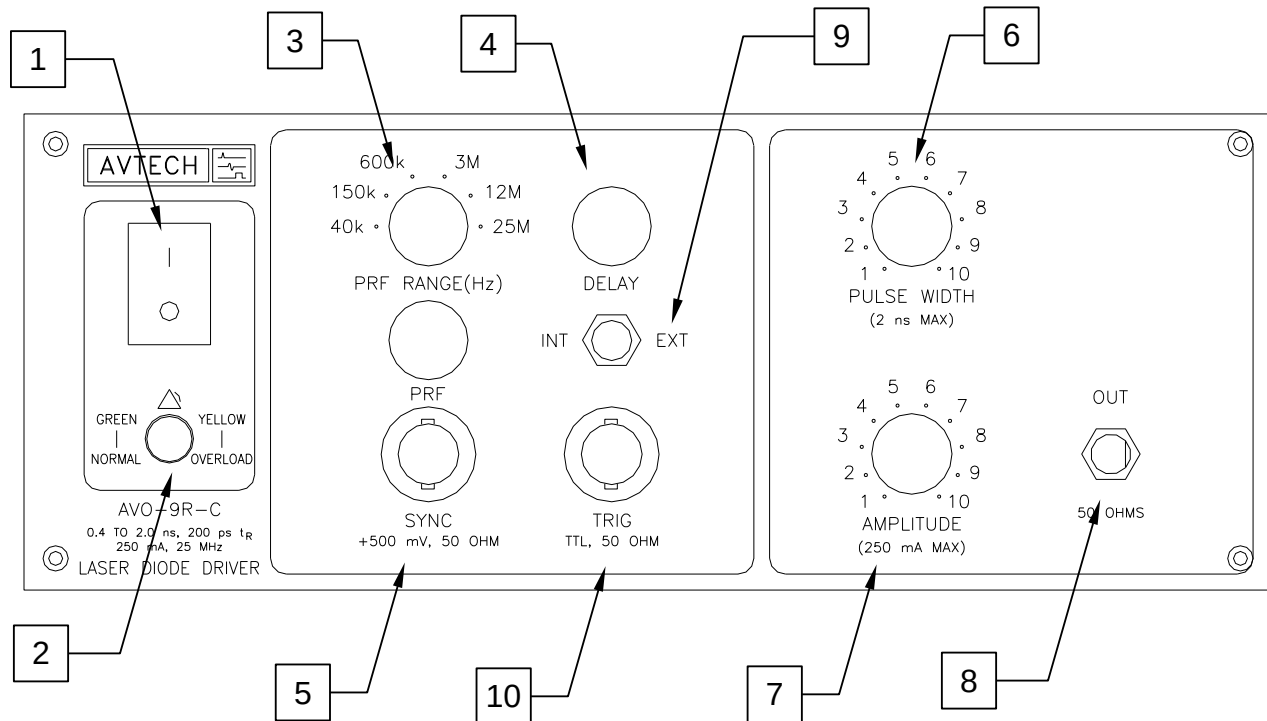 1
3
4
9
6
AVTECH
600k
3M
150k
12M
40k
25M
PRF RANGE(Hz)
DELAY
INT
EXT
PRF
GREEN
YELLOW
NORMAL
OVERLOAD
AVO-9R-C
0.4 TO 2.0 ns, 200 ps tR
250 mA, 25 MHz
LASER DIODE DRIVER
SYNC
+500 mV, 50 OHM
TRIG
TTL, 50 OHM
5
6
4
7
3
8
2
9
1
10
PULSE WIDTH
(2 ns MAX)
5
6
4
7
3
8
2
9
1
10
AMPLITUDE
(250 mA MAX)
OUT
50 OHMS
2
5
10
7
8